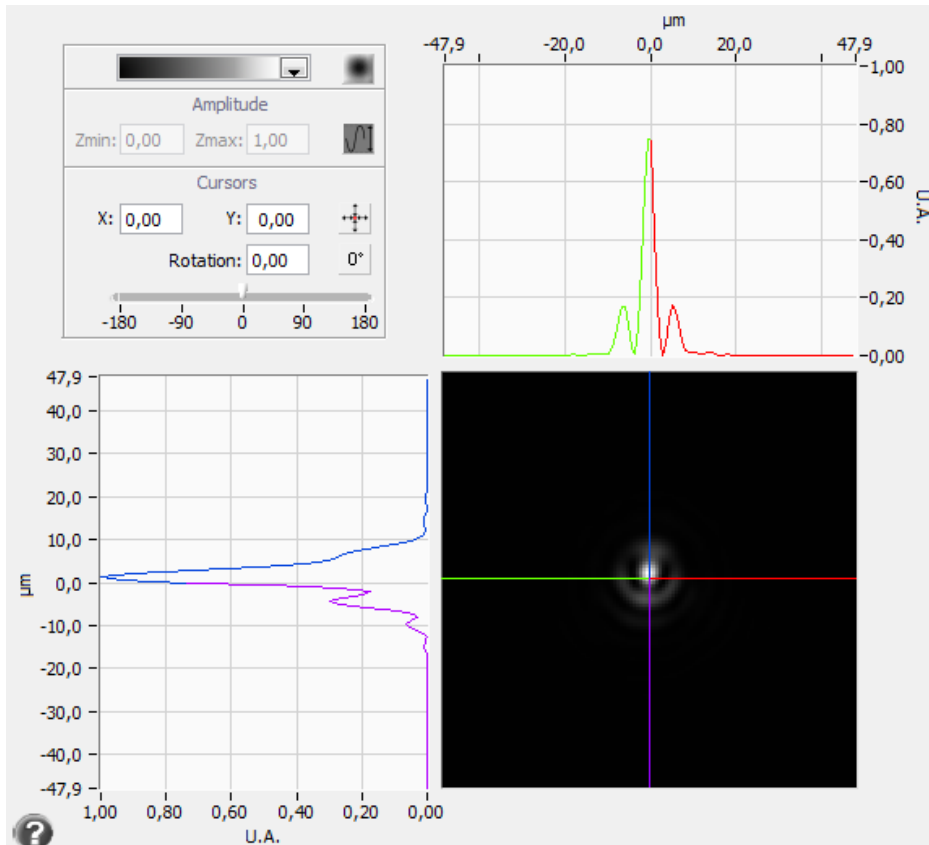 µm
-47,9 -20,0 0,0 20,0 47,9
Amplitude
Zmin: 0,00 Zmax: 1,00
Cursors
X: 0,00 Y: 0,00
Rotation: 0,00 0°
-180 -90 0 90 180
-1,00
-0,80
-0,60
-0,40
-0,20
-0,00
U.A.
47,9
40,0
30,0
20,0
10,0
0,0
-10,0
-20,0
-30,0
-40,0
-47,9
µm
1,00 0,80 0,60 0,40 0,20 0,00
U.A.
?